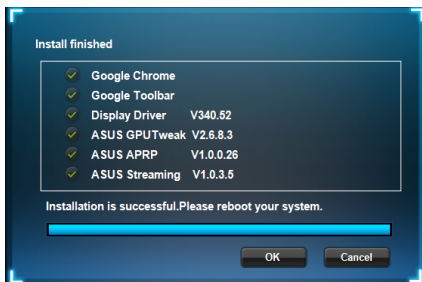 Install finished
Google Chrome
Google Toolbar
Display Driver V340.52
ASUS GPUTweak V2.6.8.3
ASUS APRP V1.0.0.26
ASUS Streaming V1.0.3.5
Installation is successful.Please reboot your system.
OK Cancel